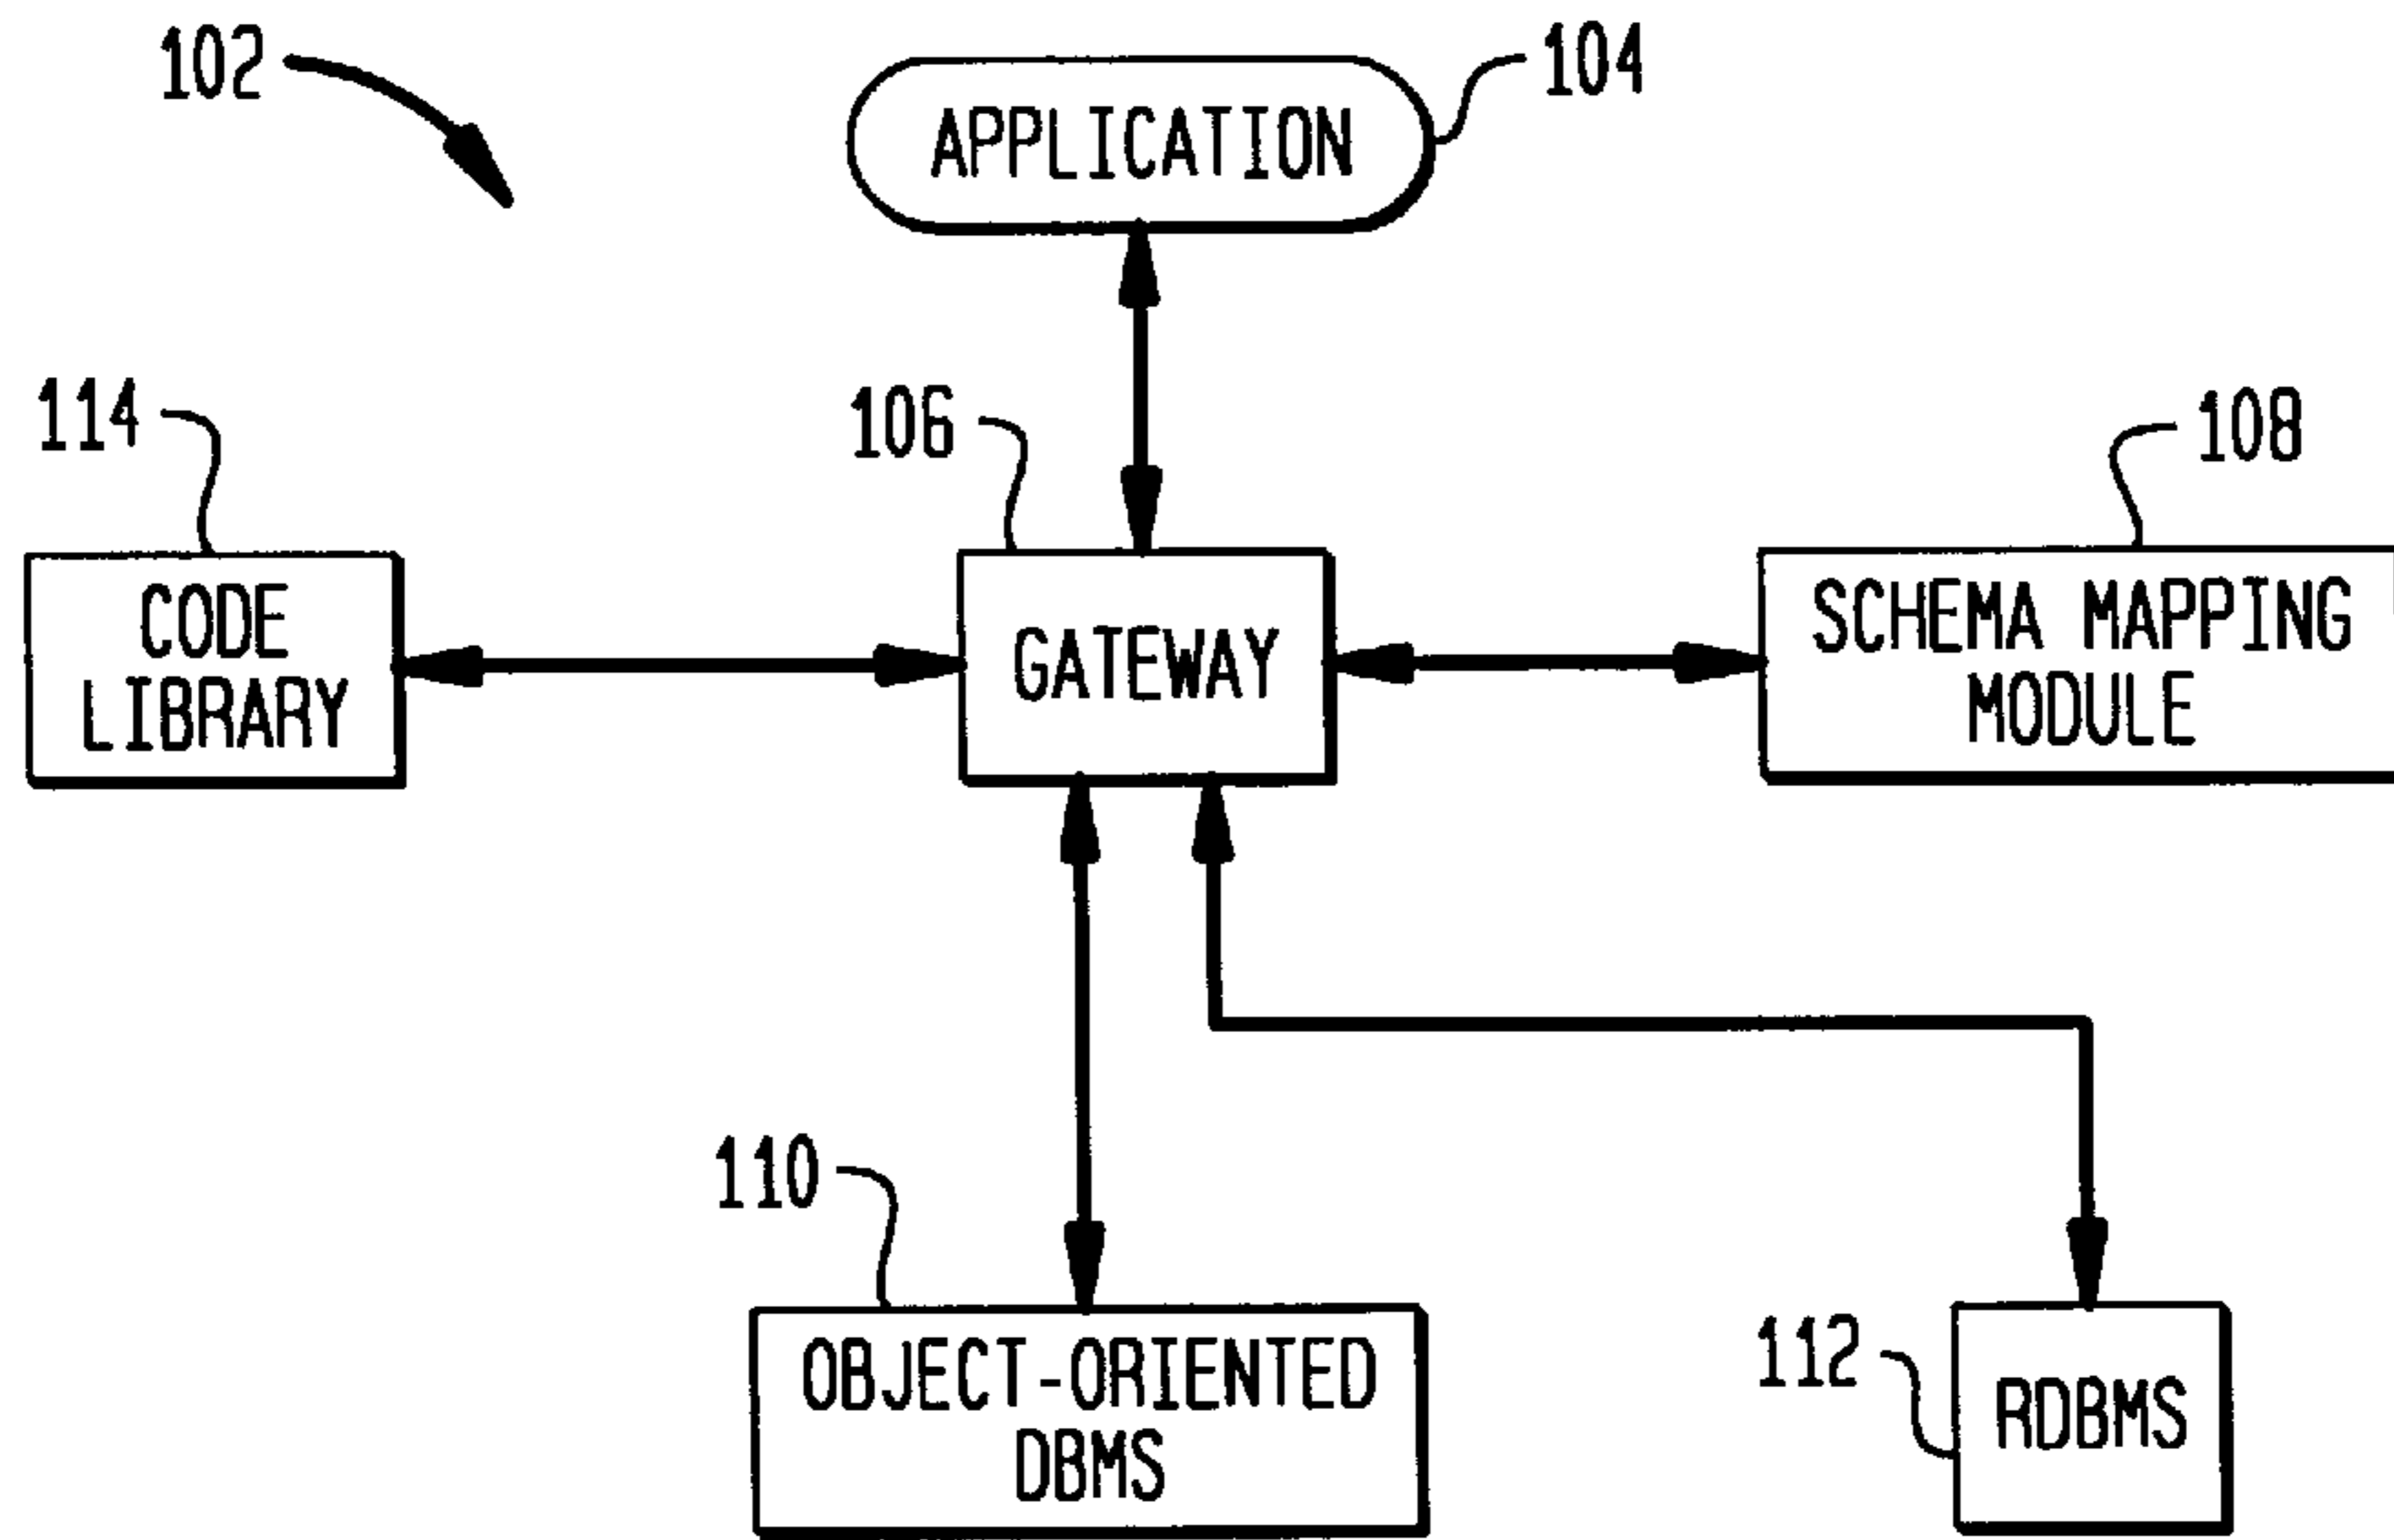 102
104
APPLICATION
114
106
108
CODE
LIBRARY
GATEWAY
SCHEMA MAPPING
MODULE
110
OBJECT-ORIENTED
DBMS
112
RDBMS